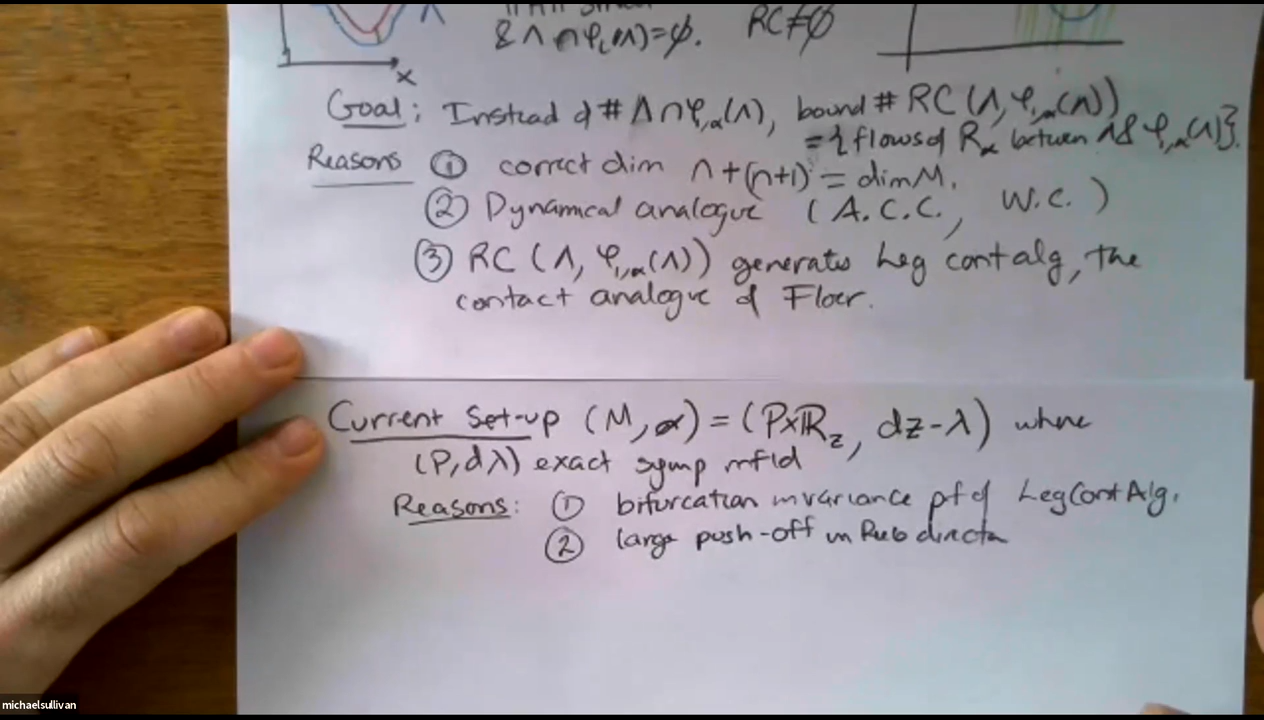 & Λ ∩ φ₁(Λ) = ∅. RC ≠ ∅
x
Goal: Instead of # Λ∩φ₁,α(Λ), bound # RC (Λ, φ₁,α(Λ))
= { flows of Rα between Λ & φ₁,α(Λ)}.
Reasons ① correct dim n+(n+1) = dim M.
② Dynamical analogue (A.C.C., W.C.)
③ RC (Λ, φ₁,α(Λ)) generates Leg cont alg, the
contact analogue of Floer.
Current Set-up (M, α) = (P×ℝ_z, dz-λ) where
(P, dλ) exact symp mfld
Reasons: ① bifurcation invariance pf of Leg Cont Alg.
② large push-off in Reeb directn
michaelsullivan